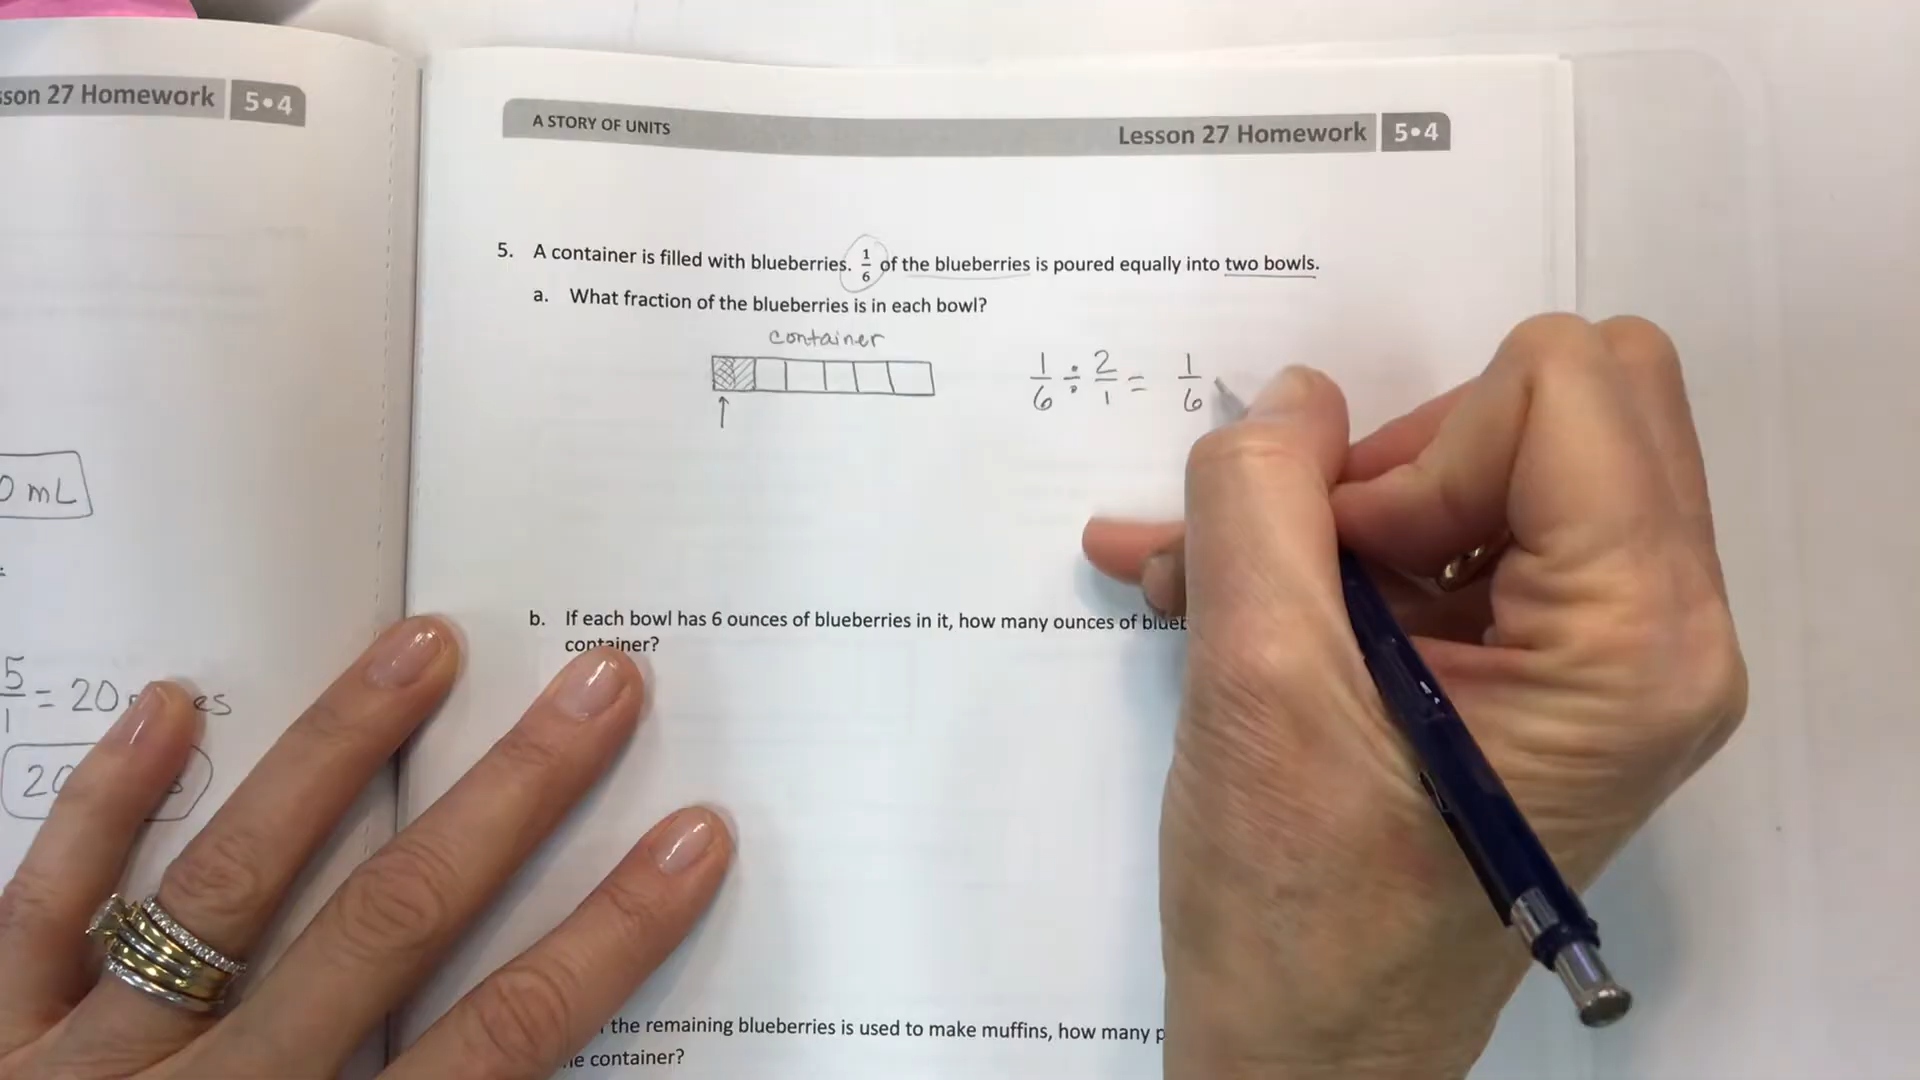 son 27 Homework 5•4
0 mL
5/1 = 20 es
20 s
A STORY OF UNITS
Lesson 27 Homework 5•4
5. A container is filled with blueberries. 1/6 of the blueberries is poured equally into two bowls.
a. What fraction of the blueberries is in each bowl?
container
1/6 ÷ 2/1 = 1/6
b. If each bowl has 6 ounces of blueberries in it, how many ounces of
container?
the remaining blueberries is used to make muffins, how many p
container?